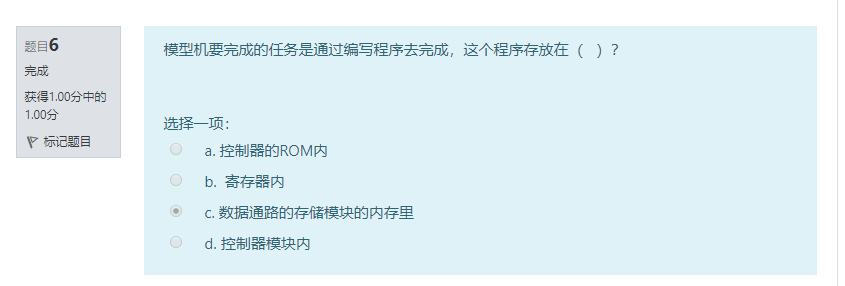 题目6
完成
获得1.00分中的
1.00分
标记题目
模型机要完成的任务是通过编写程序去完成，这个程序存放在（ ）?
选择一项：
a. 控制器的ROM内
b. 寄存器内
c. 数据通路的存储模块的内存里
d. 控制器模块内